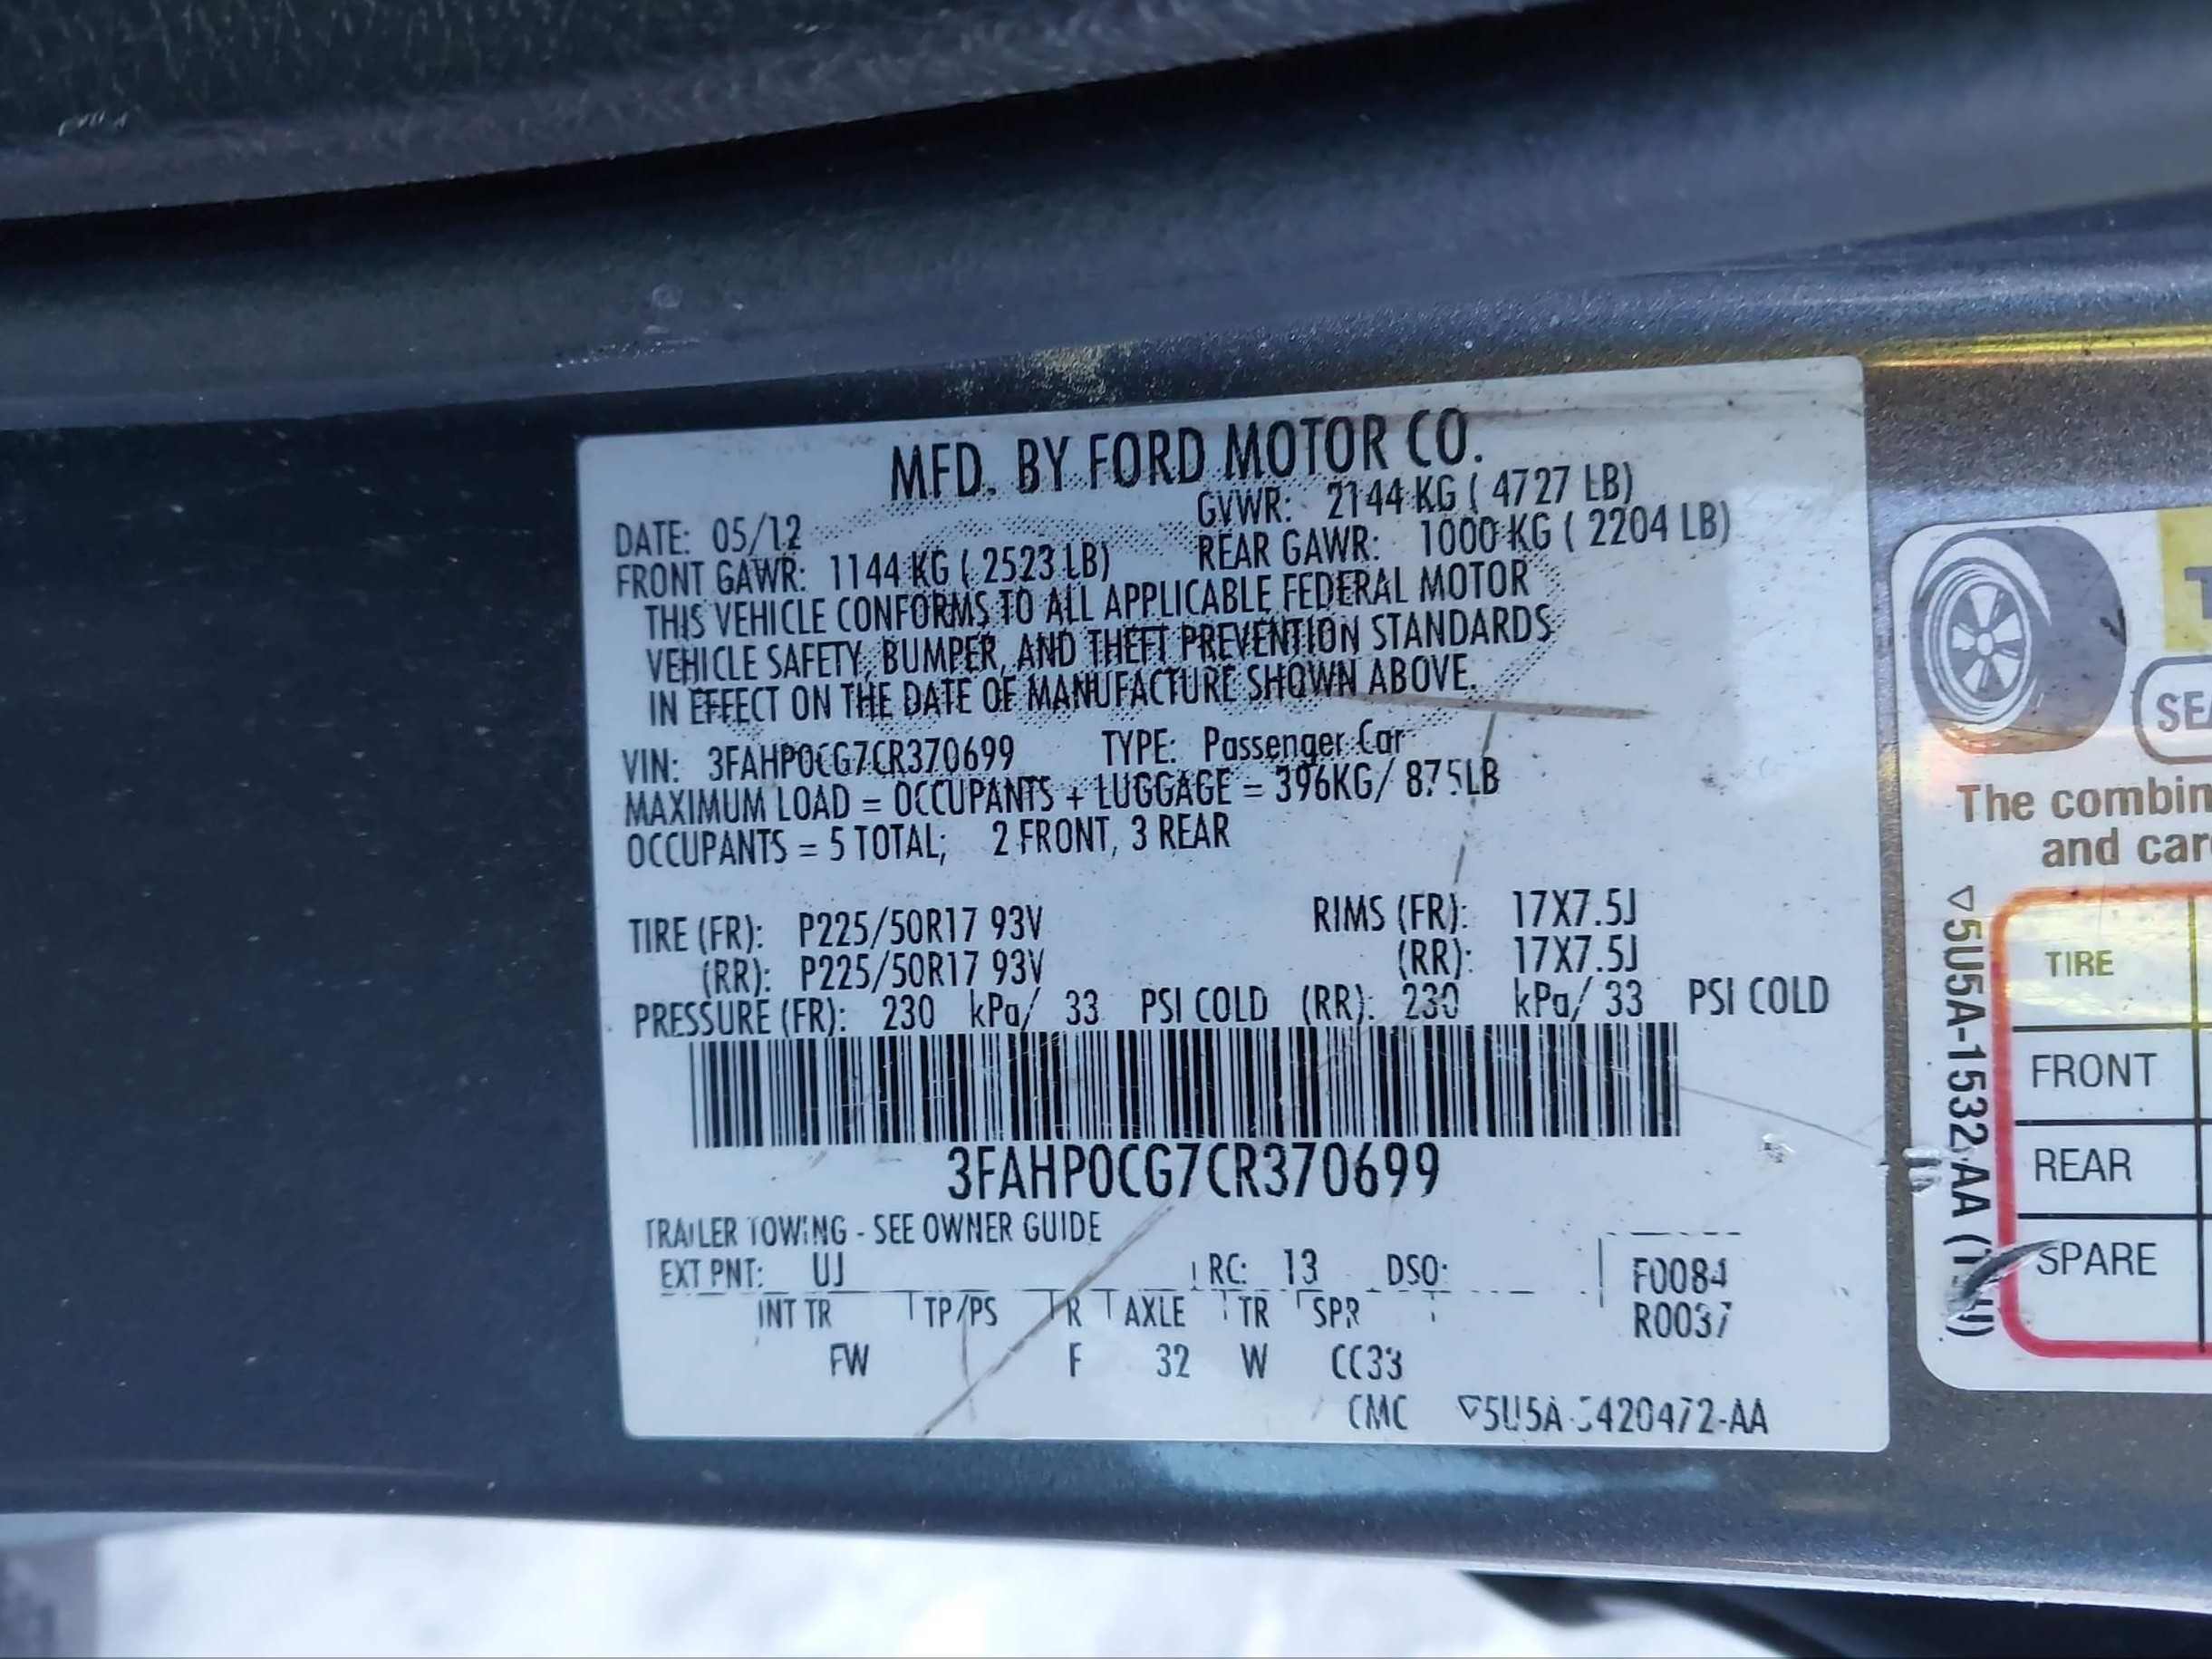 MFD. BY FORD MOTOR CO.
DATE: 05/12
GVWR: 2144 KG ( 4727 LB)
FRONT GAWR: 1144 KG ( 2523 LB)
REAR GAWR: 1000 KG ( 2204 LB)
THIS VEHICLE CONFORMS TO ALL APPLICABLE FEDERAL MOTOR
VEHICLE SAFETY, BUMPER, AND THEFT PREVENTION STANDARDS
IN EFFECT ON THE DATE OF MANUFACTURE SHOWN ABOVE.
VIN: 3FAHP0CG7CR370699 TYPE: Passenger Car
MAXIMUM LOAD = OCCUPANTS + LUGGAGE = 396KG/ 875LB
OCCUPANTS = 5 TOTAL; 2 FRONT, 3 REAR
TIRE (FR): P225/50R17 93V RIMS (FR): 17X7.5J
(RR): P225/50R17 93V (RR): 17X7.5J
PRESSURE (FR): 230 kPa/ 33 PSI COLD (RR): 230 kPa/ 33 PSI COLD
3FAHP0CG7CR370699
TRAILER TOWING - SEE OWNER GUIDE
EXT PNT: UJ RC: 13 DSO: F0084
INT TR TP/PS R AXLE TR SPR R0037
FW F 32 W CC33
CMC
The combin
and car
TIRE
FRONT
REAR
SPARE
5U5A-1532 AA